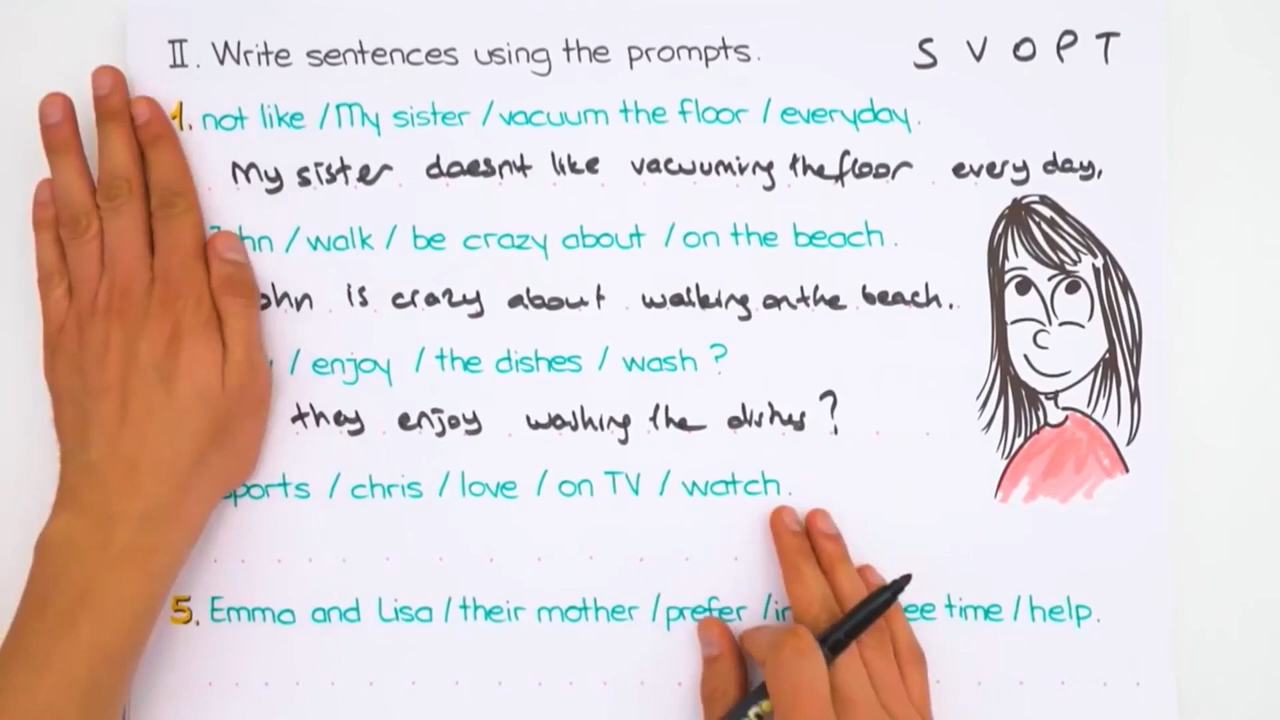 II. Write sentences using the prompts. S V O P T
1. not like / My sister / vacuum the floor / everyday.
My sister doesn't like vacuuming the floor every day.
hn / walk / be crazy about / on the beach.
ohn is crazy about walking on the beach.
/ enjoy / the dishes / wash ?
they enjoy washing the dishes?
ports / chris / love / on TV / watch.
5. Emma and Lisa / their mother / prefer / in ee time / help.